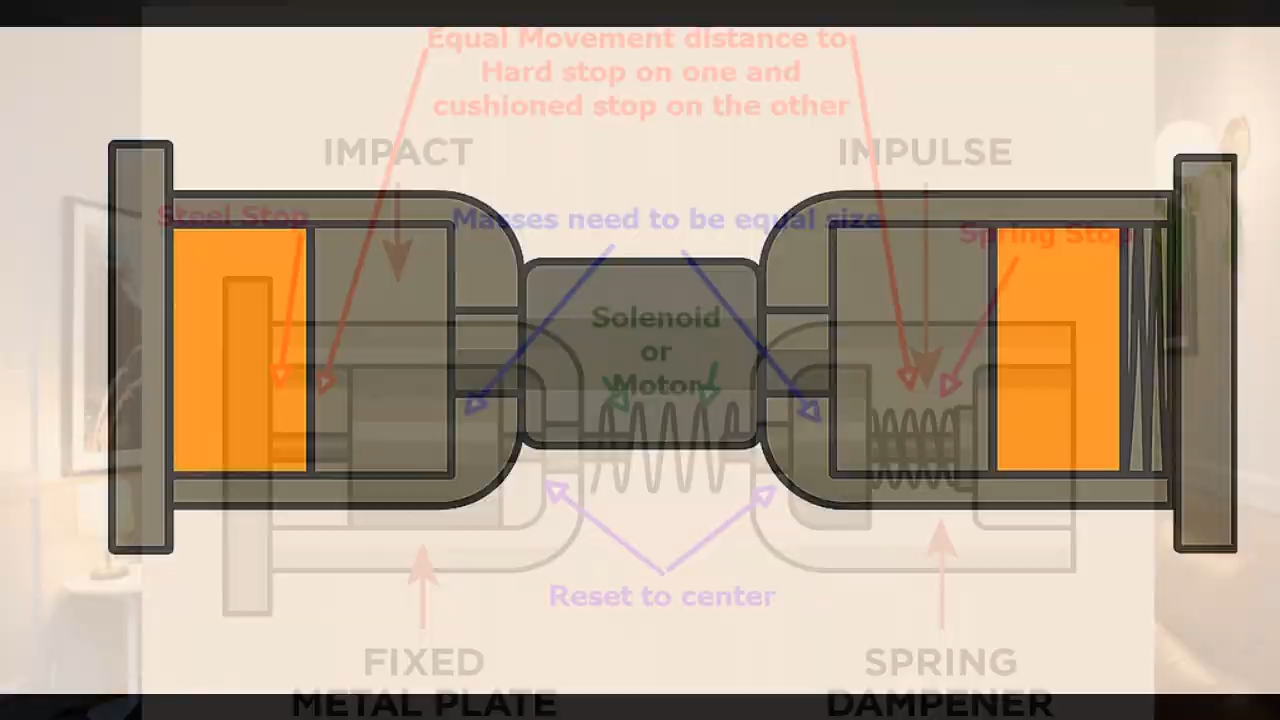 Equal Movement distance to
Hard stop on one and
cushioned stop on the other
IMPACT
IMPULSE
Steel Stop
Masses need to be equal size
Spring Stop
Solenoid
or
Motor
Reset to center
FIXED
METAL PLATE
SPRING
DAMPENER